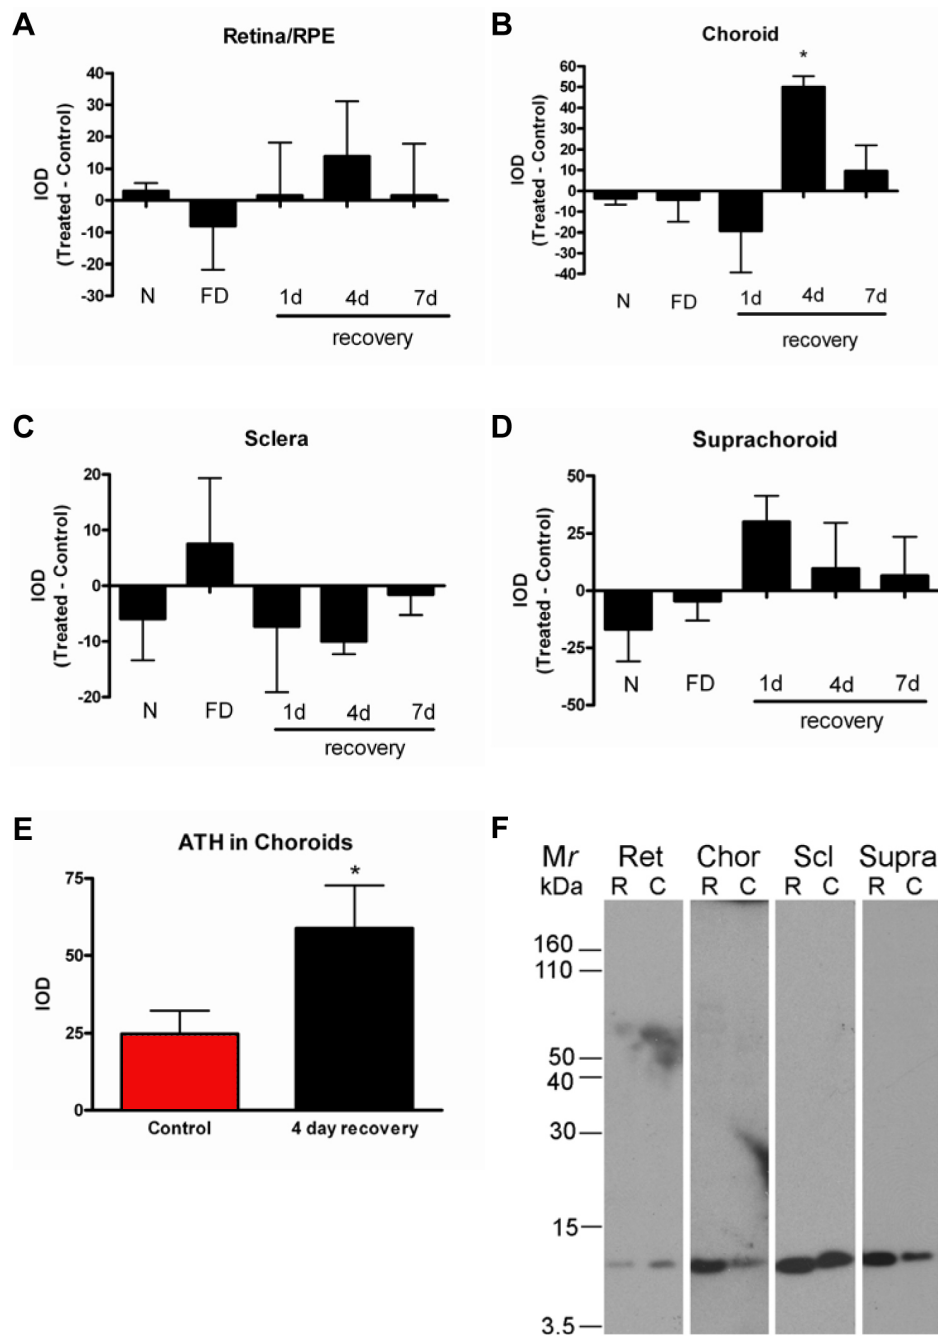 A
Retina/RPE
40
30
20
10
0
-10
-20
-30
IOD
(Treated - Control)
N FD 1d 4d 7d
recovery
B
Choroid
*
60
50
40
30
20
10
0
-10
-20
-30
-40
IOD
(Treated - Control)
N FD 1d 4d 7d
recovery
C
Sclera
20
10
0
-10
-20
IOD
(Treated - Control)
N FD 1d 4d 7d
recovery
D
Suprachoroid
50
25
0
-25
-50
IOD
(Treated - Control)
N FD 1d 4d 7d
recovery
E
ATH in Choroids
*
75
50
25
0
IOD
Control 4 day recovery
F
Mr Ret Chor Scl Supra
kDa R C R C R C R C
160
110
50
40
30
15
3.5